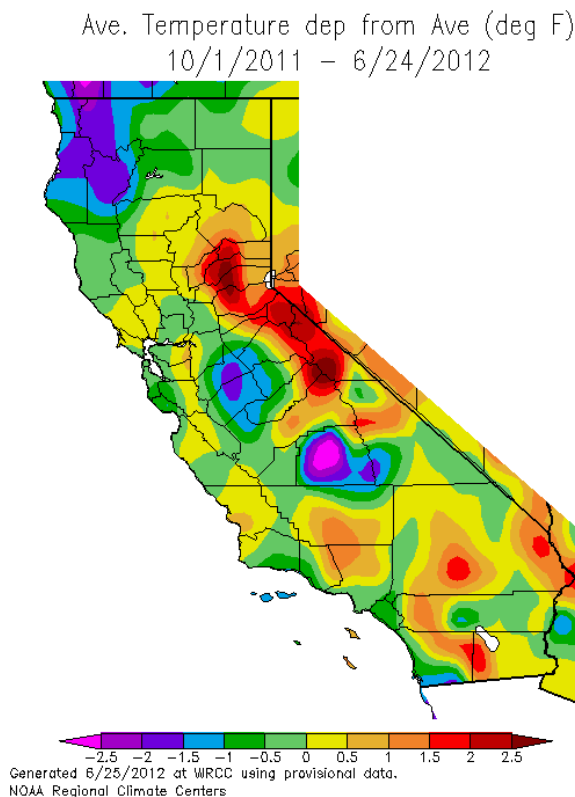 Ave. Temperature dep from Ave (deg F)
10/1/2011 – 6/24/2012
−2.5 −2 −1.5 −1 −0.5 0 0.5 1 1.5 2 2.5
Generated 6/25/2012 at WRCC using provisional data.
NOAA Regional Climate Centers